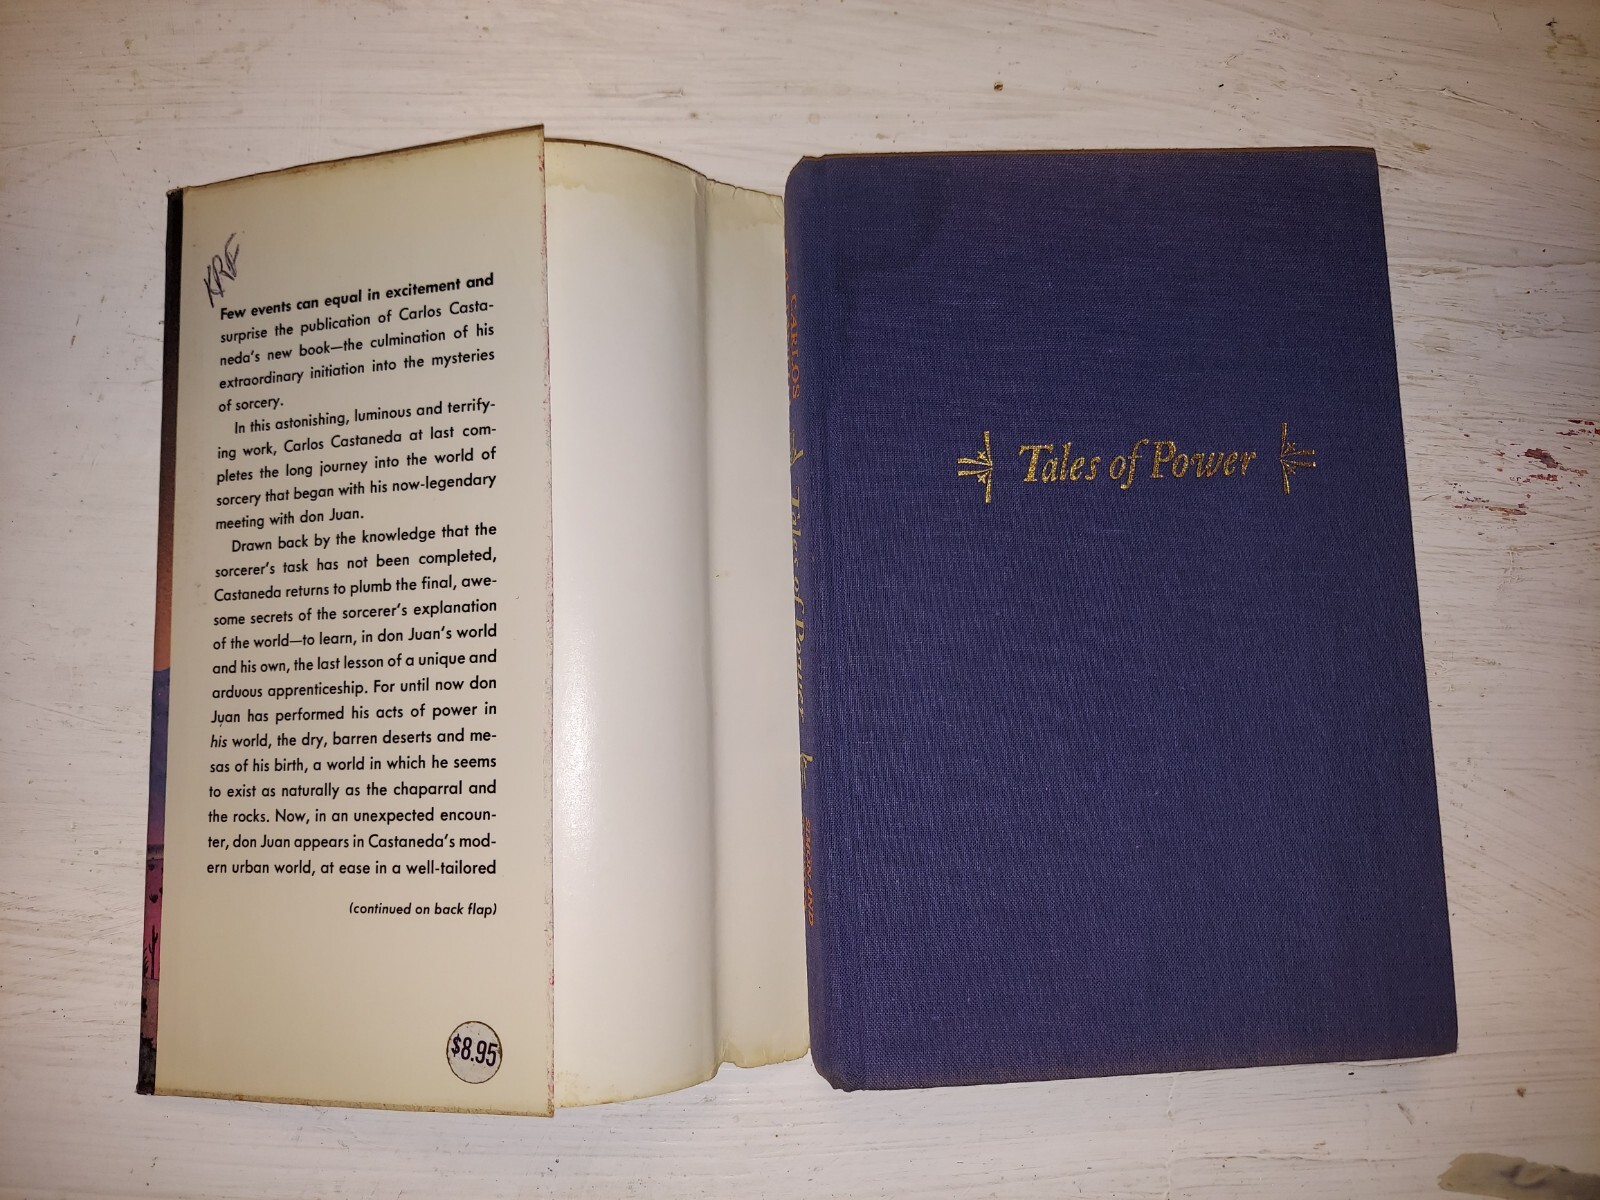 KRF
Few events can equal in excitement and
surprise the publication of Carlos Casta-
neda's new book—the culmination of his
extraordinary initiation into the mysteries
of sorcery.
In this astonishing, luminous and terrify-
ing work, Carlos Castaneda at last com-
pletes the long journey into the world of
sorcery that began with his now-legendary
meeting with don Juan.
Drawn back by the knowledge that the
sorcerer's task has not been completed,
Castaneda returns to plumb the final, awe-
some secrets of the sorcerer's explanation
of the world—to learn, in don Juan's world
and his own, the last lesson of a unique and
arduous apprenticeship. For until now don
Juan has performed his acts of power in
his world, the dry, barren deserts and me-
sas of his birth, a world in which he seems
to exist as naturally as the chaparral and
the rocks. Now, in an unexpected encoun-
ter, don Juan appears in Castaneda's mod-
ern urban world, at ease in a well-tailored
(continued on back flap)
$8.95
CARLOS
Tales of Power
SIMON AND
Tales of Power